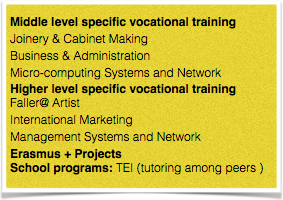 Middle level specific vocational training
Joinery & Cabinet Making
Business & Administration
Micro-computing Systems and Network
Higher level specific vocational training
Faller@ Artist
International Marketing
Management Systems and Network
Erasmus + Projects
School programs: TEI (tutoring among peers )